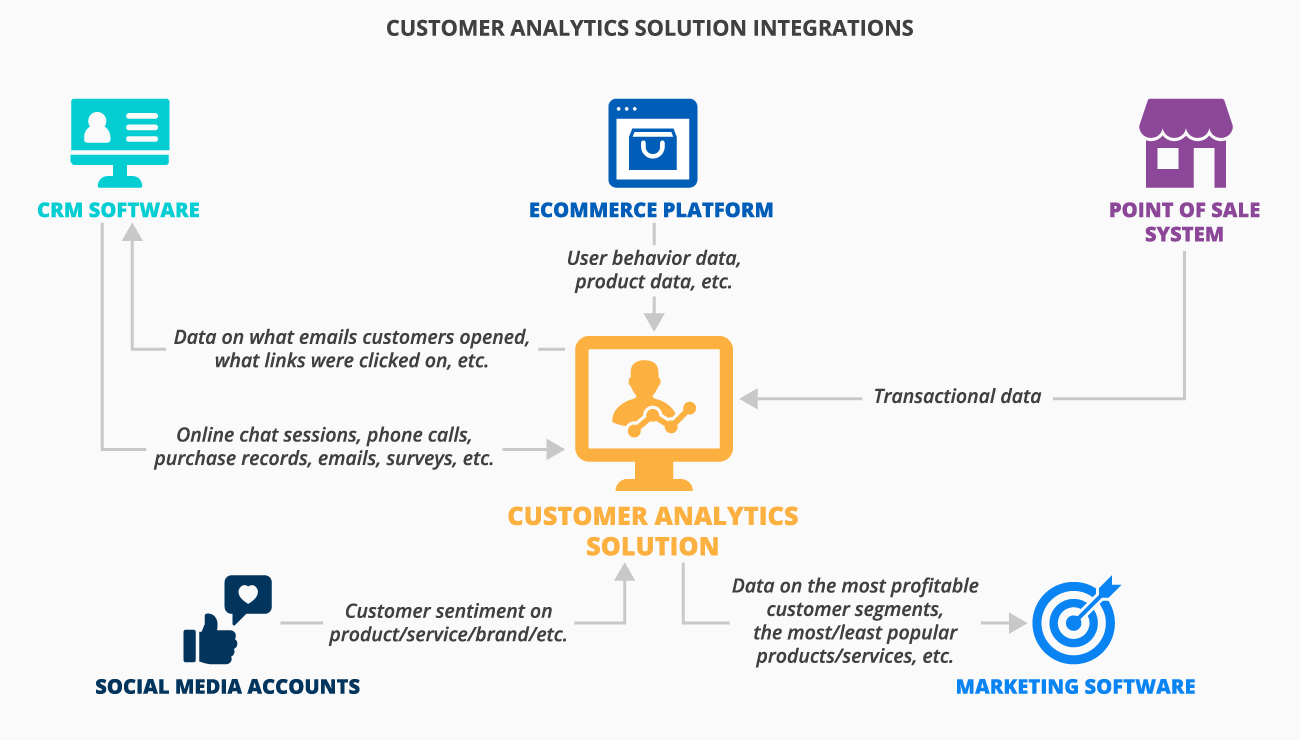 CUSTOMER ANALYTICS SOLUTION INTEGRATIONS
CRM SOFTWARE
ECOMMERCE PLATFORM
POINT OF SALE
SYSTEM
User behavior data,
product data, etc.
Data on what emails customers opened,
what links were clicked on, etc.
Transactional data
Online chat sessions, phone calls,
purchase records, emails, surveys, etc.
CUSTOMER ANALYTICS
SOLUTION
Customer sentiment on
product/service/brand/etc.
Data on the most profitable
customer segments,
the most/least popular
products/services, etc.
SOCIAL MEDIA ACCOUNTS
MARKETING SOFTWARE